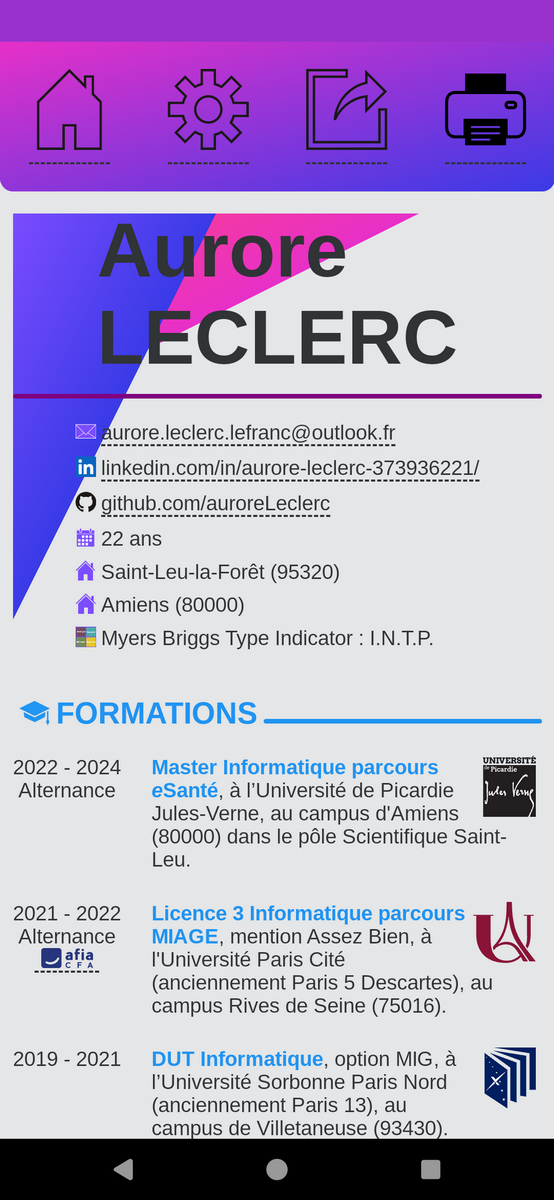 Aurore
LECLERC
aurore.leclerc.lefranc@outlook.fr
linkedin.com/in/aurore-leclerc-373936221/
github.com/auroreLeclerc
22 ans
Saint-Leu-la-Forêt (95320)
Amiens (80000)
Myers Briggs Type Indicator : I.N.T.P.
FORMATIONS
2022 - 2024
Alternance
Master Informatique parcours
eSanté, à l’Université de Picardie
Jules-Verne, au campus d'Amiens
(80000) dans le pôle Scientifique Saint-
Leu.
UNIVERSITÉ
de Picardie
Jules Verne
2021 - 2022
Alternance
afia
CFA
Licence 3 Informatique parcours
MIAGE, mention Assez Bien, à
l'Université Paris Cité
(anciennement Paris 5 Descartes), au
campus Rives de Seine (75016).
2019 - 2021
DUT Informatique, option MIG, à
l’Université Sorbonne Paris Nord
(anciennement Paris 13), au
campus de Villetaneuse (93430).